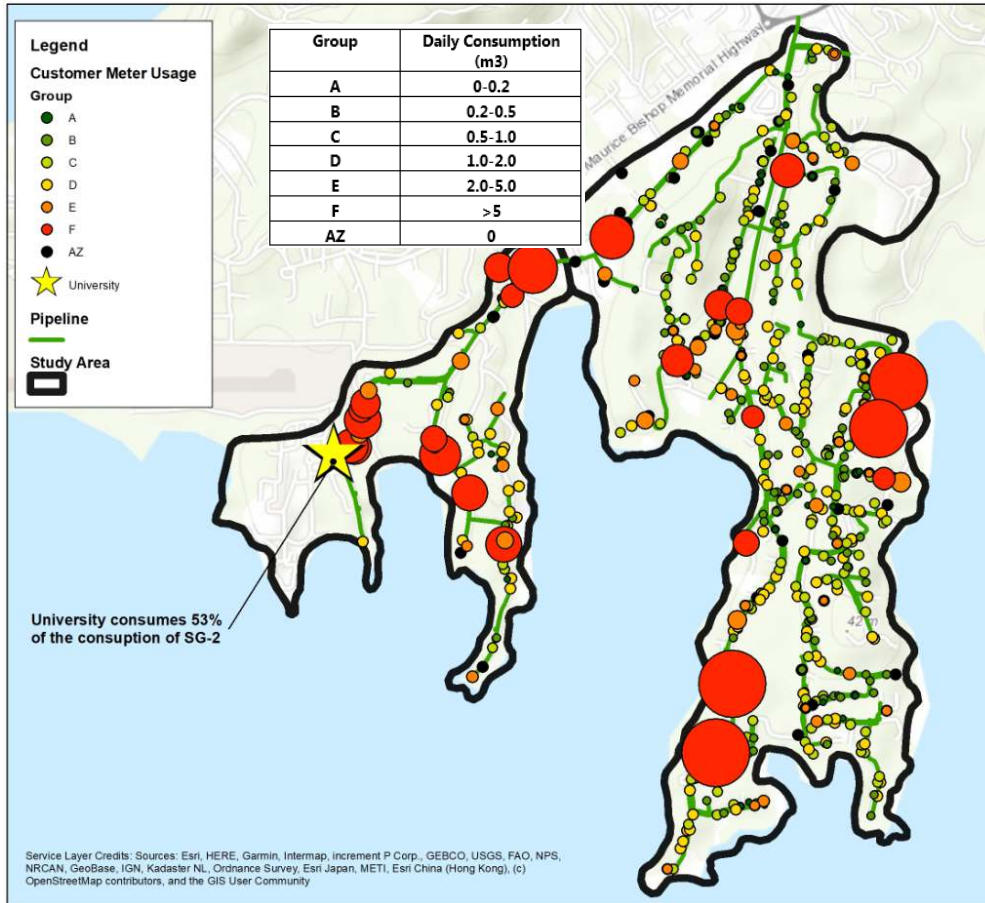 Legend
Customer Meter Usage
Group
A
B
C
D
E
F
AZ
University
Pipeline
Study Area
Group Daily Consumption
(m3)
A 0-0.2
B 0.2-0.5
C 0.5-1.0
D 1.0-2.0
E 2.0-5.0
F >5
AZ 0
Maurice Bishop Memorial Highway
University consumes 53%
of the consuption of SG-2
42 m
Service Layer Credits: Sources: Esri, HERE, Garmin, Intermap, increment P Corp., GEBCO, USGS, FAO, NPS,
NRCAN, GeoBase, IGN, Kadaster NL, Ordnance Survey, Esri Japan, METI, Esri China (Hong Kong), (c)
OpenStreetMap contributors, and the GIS User Community